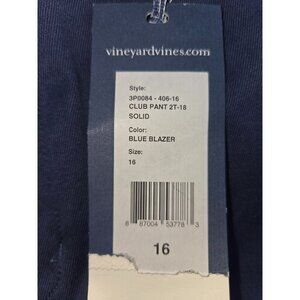 vineyardvines.com
Style:
3P0084 - 406-16
CLUB PANT 2T-18
SOLID
Color:
BLUE BLAZER
Size:
16
8 87004 53778 3
16